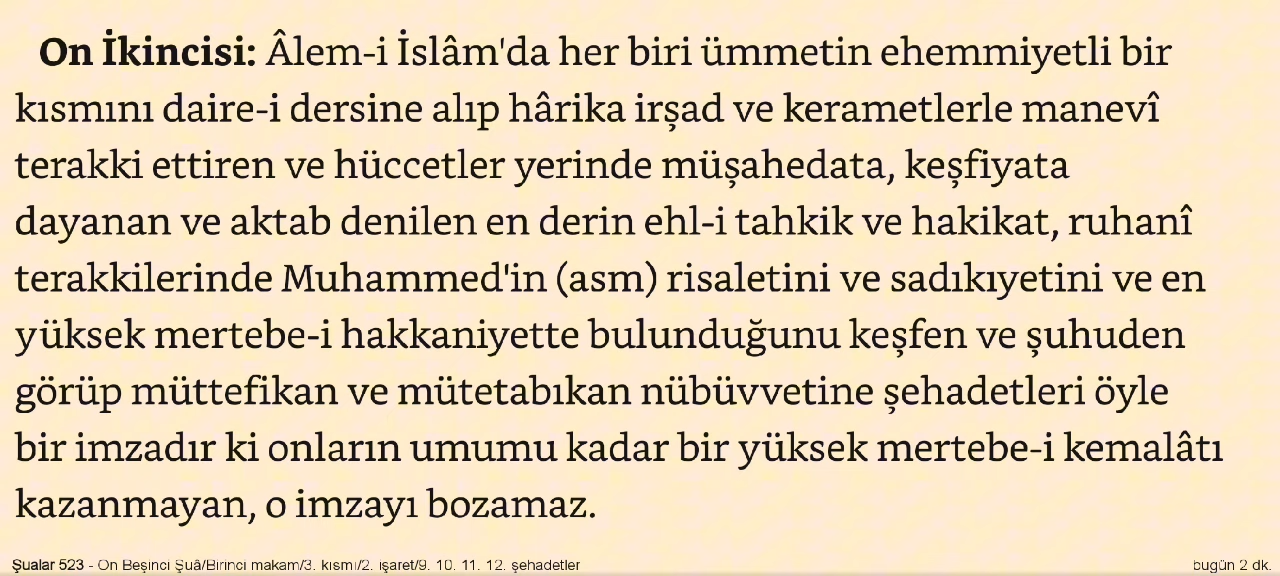 On İkincisi: Âlem-i İslâm'da her biri ümmetin ehemmiyetli bir
kısmını daire-i dersine alıp hârika irşad ve kerametlerle manevî
terakki ettiren ve hüccetler yerinde müşahedata, keşfiyata
dayanan ve aktab denilen en derin ehl-i tahkik ve hakikat, ruhanî
terakkilerinde Muhammed'in (asm) risaletini ve sadıkıyetini ve en
yüksek mertebe-i hakkaniyette bulunduğunu keşfen ve şuhuden
görüp müttefikan ve mütetabıkan nübüvvetine şehadetleri öyle
bir imzadır ki onların umumu kadar bir yüksek mertebe-i kemalâtı
kazanmayan, o imzayı bozamaz.
Şualar 523 - On Beşinci Şuâ/Birinci makam/3. kısmı/2. işaret/9. 10. 11. 12. şehadetler bugün 2 dk.